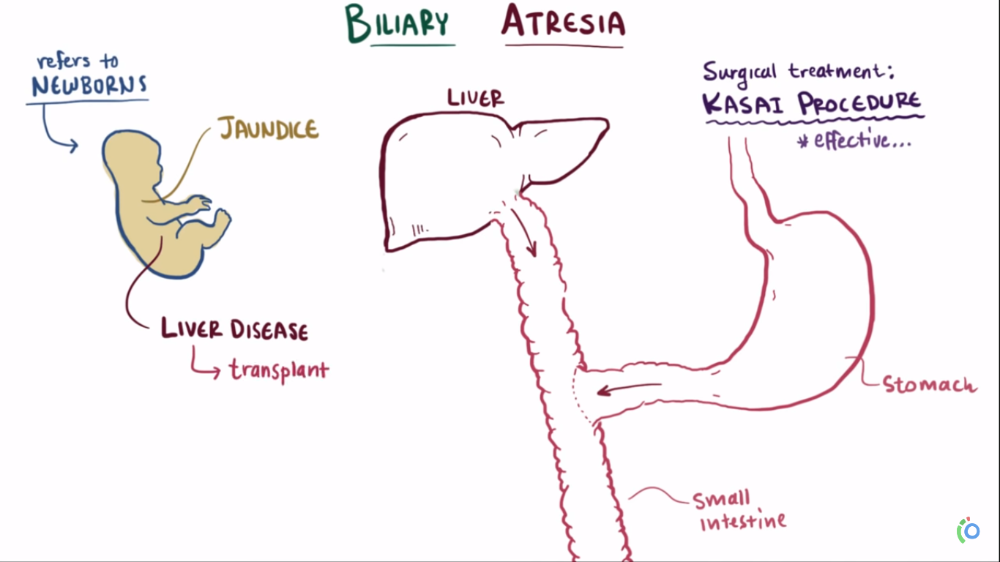 BILIARY ATRESIA
refers to
NEWBORNS
JAUNDICE
LIVER DISEASE
transplant
LIVER
Surgical treatment:
KASAI PROCEDURE
* effective...
Stomach
Small
intestine